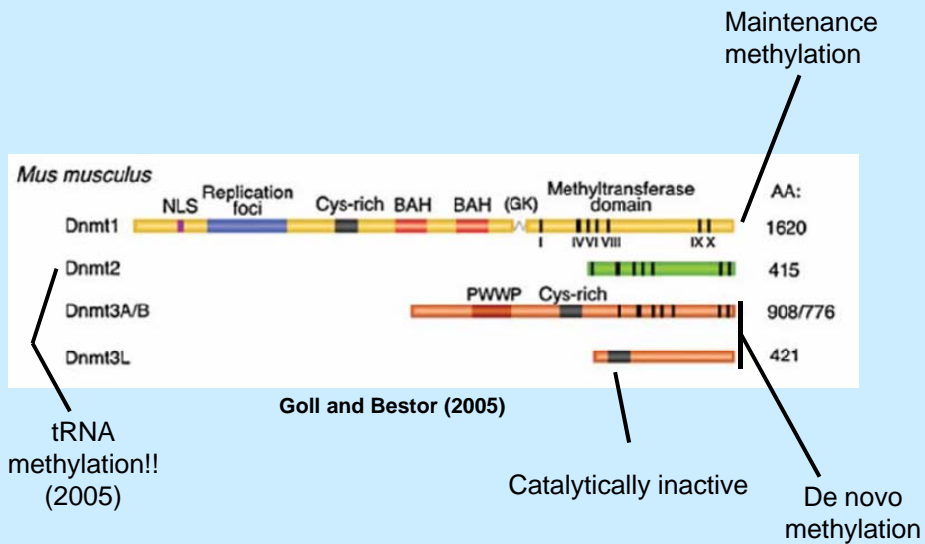 Maintenance
methylation
Mus musculus
NLS Replication foci Cys-rich BAH BAH (GK) Methyltransferase domain AA:
Dnmt1 1620
I IV VI VIII IX X
Dnmt2 415
PWWP Cys-rich
Dnmt3A/B 908/776
Dnmt3L 421
Goll and Bestor (2005)
tRNA
methylation!!
(2005)
Catalytically inactive
De novo
methylation